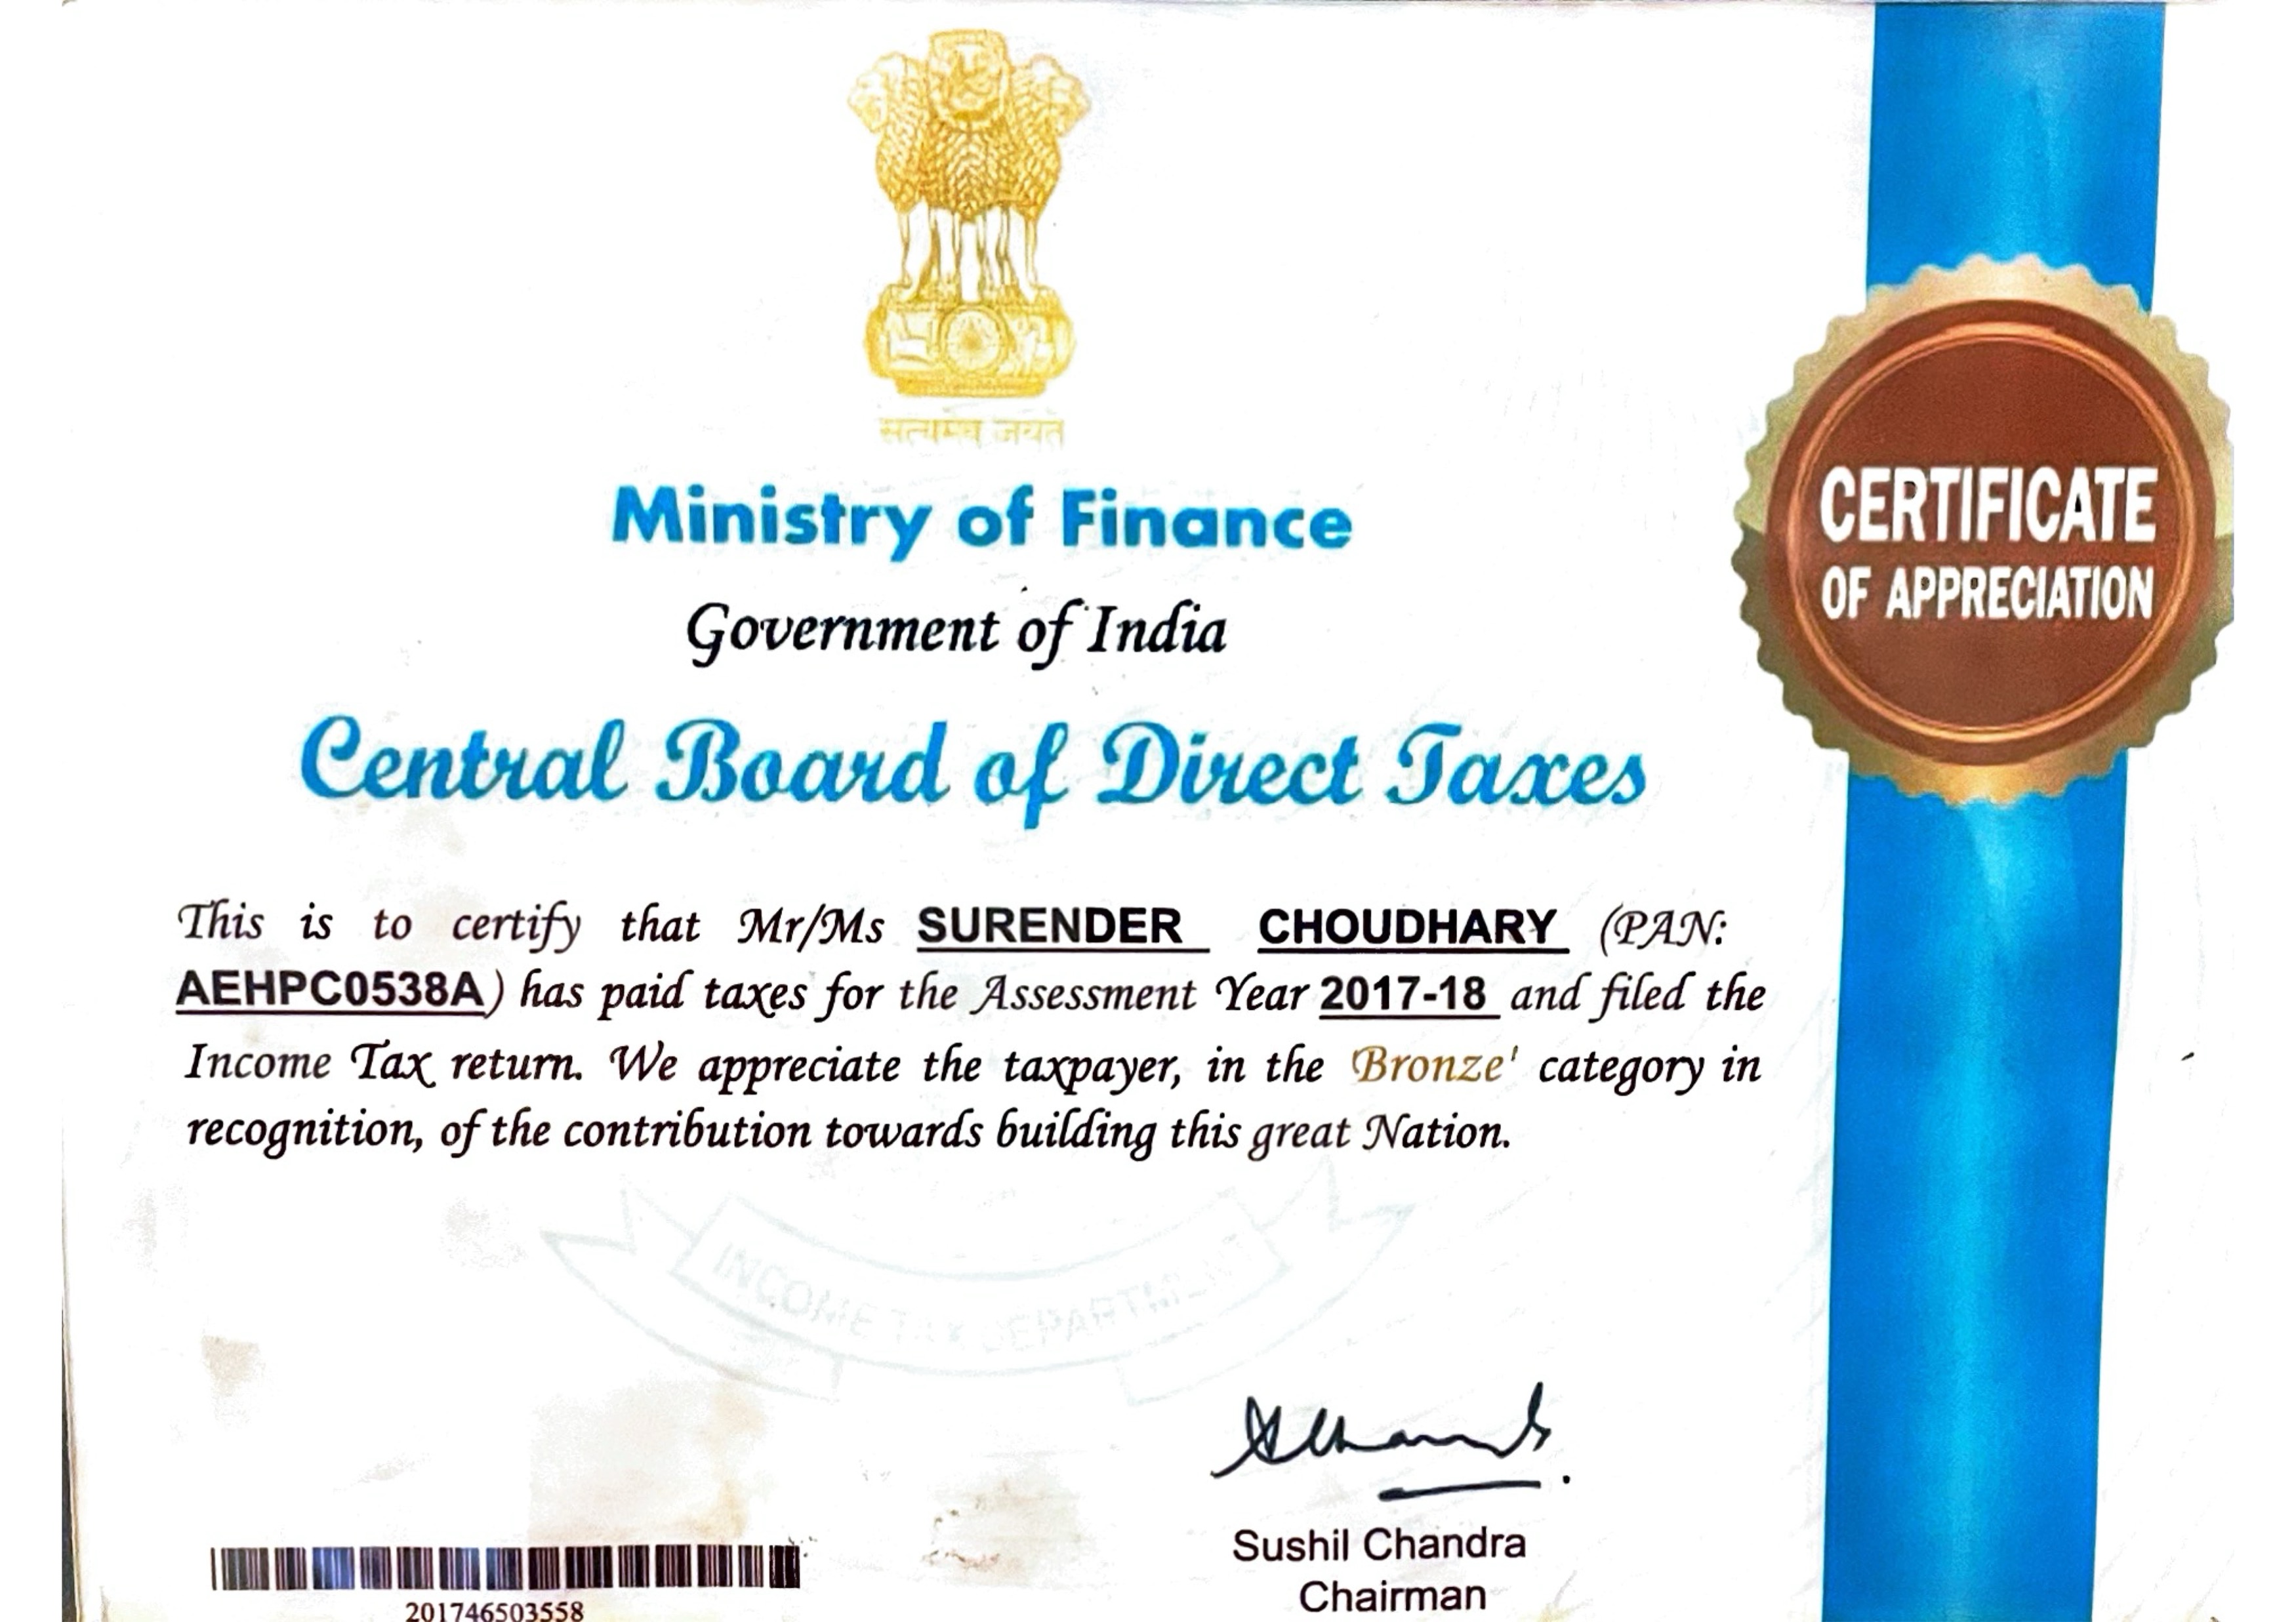 सत्यमेव जयते
Ministry of Finance
Government of India
Central Board of Direct Taxes
CERTIFICATE
OF APPRECIATION
This is to certify that Mr/Ms SURENDER CHOUDHARY (PAN:
AEHPC0538A) has paid taxes for the Assessment Year 2017-18 and filed the
Income Tax return. We appreciate the taxpayer, in the 'Bronze' category in
recognition, of the contribution towards building this great Nation.
INCOME TAX DEPARTMENT
Sushil Chandra
Chairman
201746503558